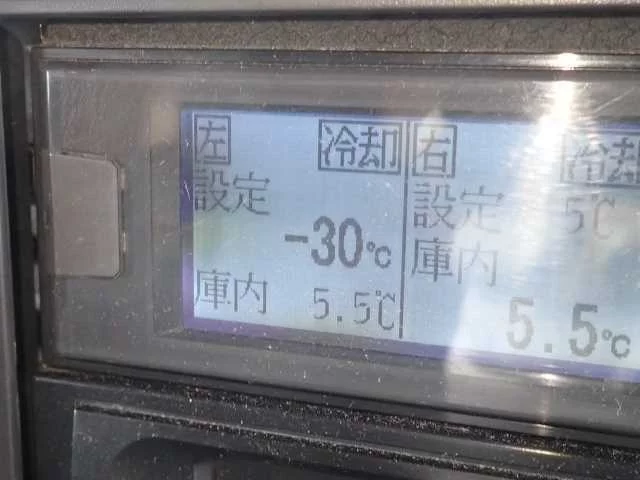 左 冷却
設定
-30℃
庫内 5.5℃
右 冷却
設定 5℃
庫内
5.5℃